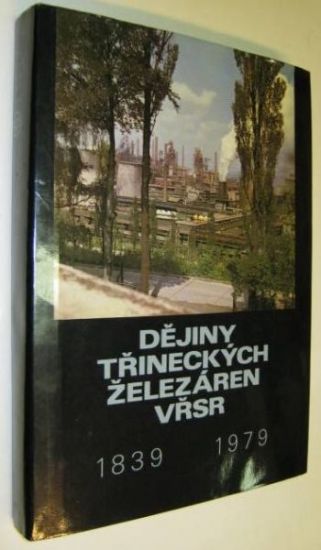 DĚJINY
TŘINECKÝCH
ŽELEZÁREN
VŘSR
1839 1979